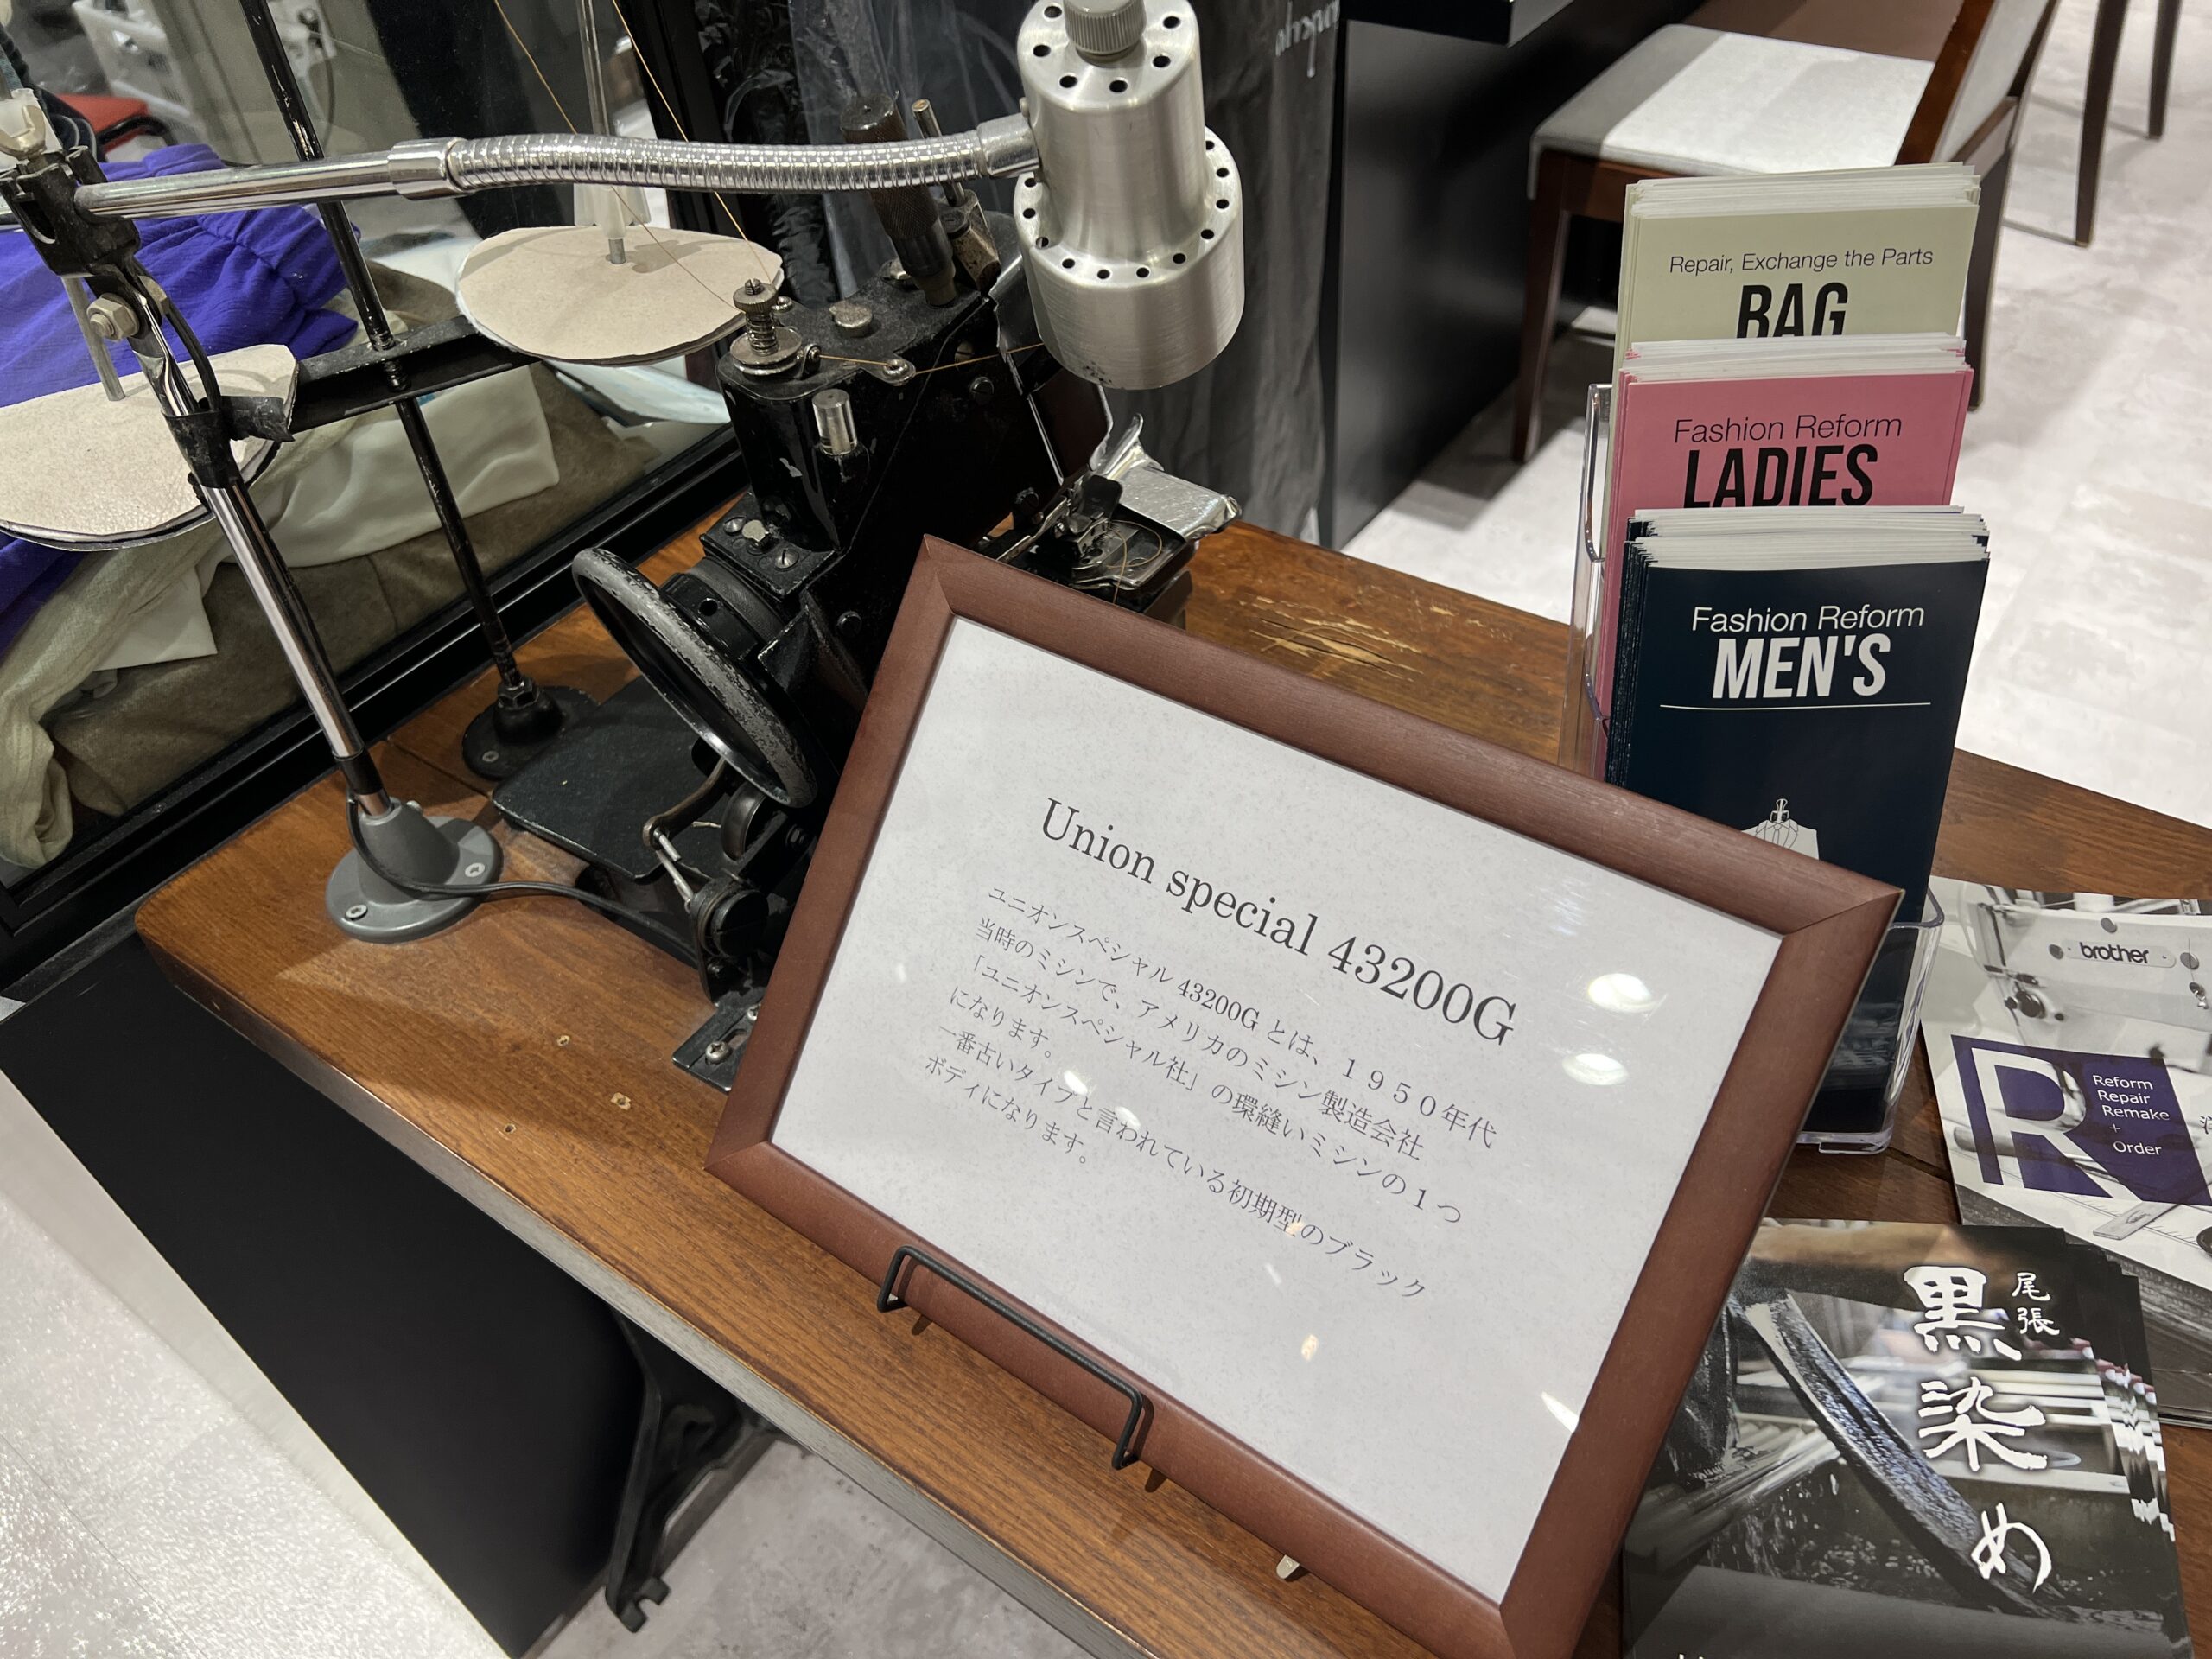 Repair, Exchange the Parts
BAG
Fashion Reform
LADIES
Fashion Reform
MEN'S
Union special 43200G
ユニオンスペシャル 43200G とは、１９５０年代
当時のミシンで、アメリカのミシン製造会社
「ユニオンスペシャル社」の環縫いミシンの１つ
になります。
一番古いタイプと言われている初期型のブラック
ボディになります。
brother
R
Reform
Repair
Remake
+
Order
尾張
黒染め